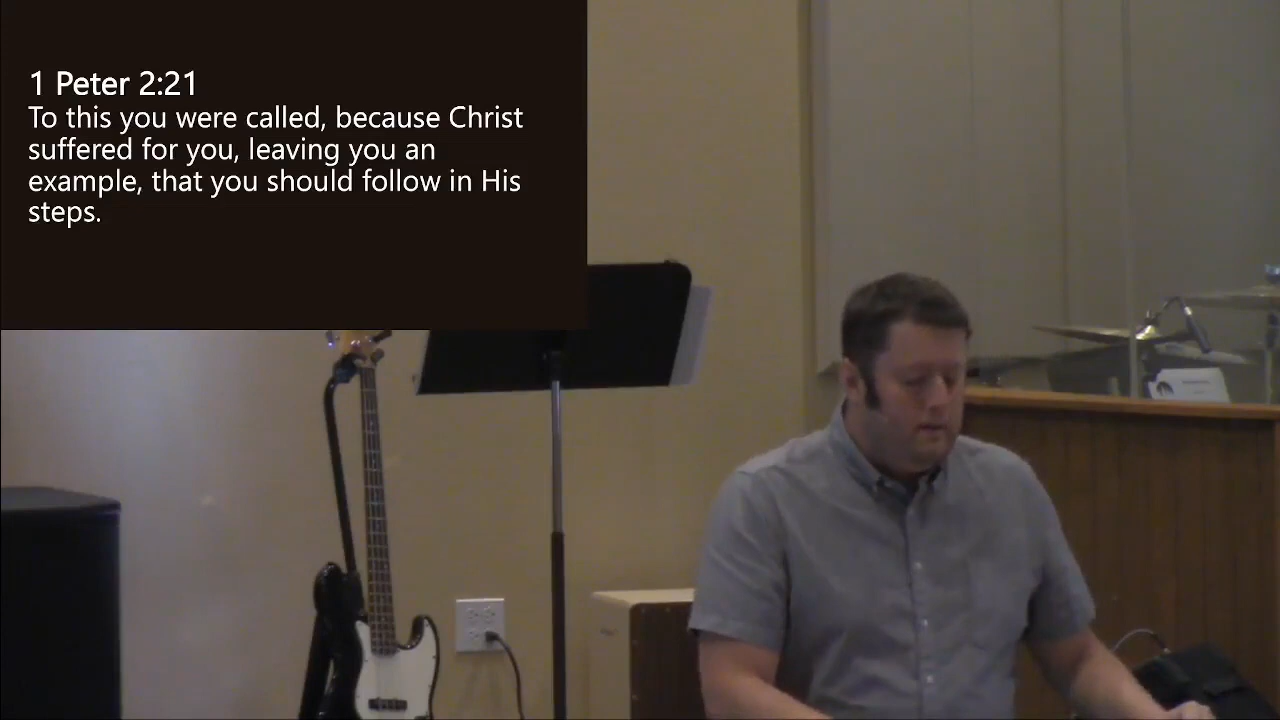 1 Peter 2:21
To this you were called, because Christ
suffered for you, leaving you an
example, that you should follow in His
steps.